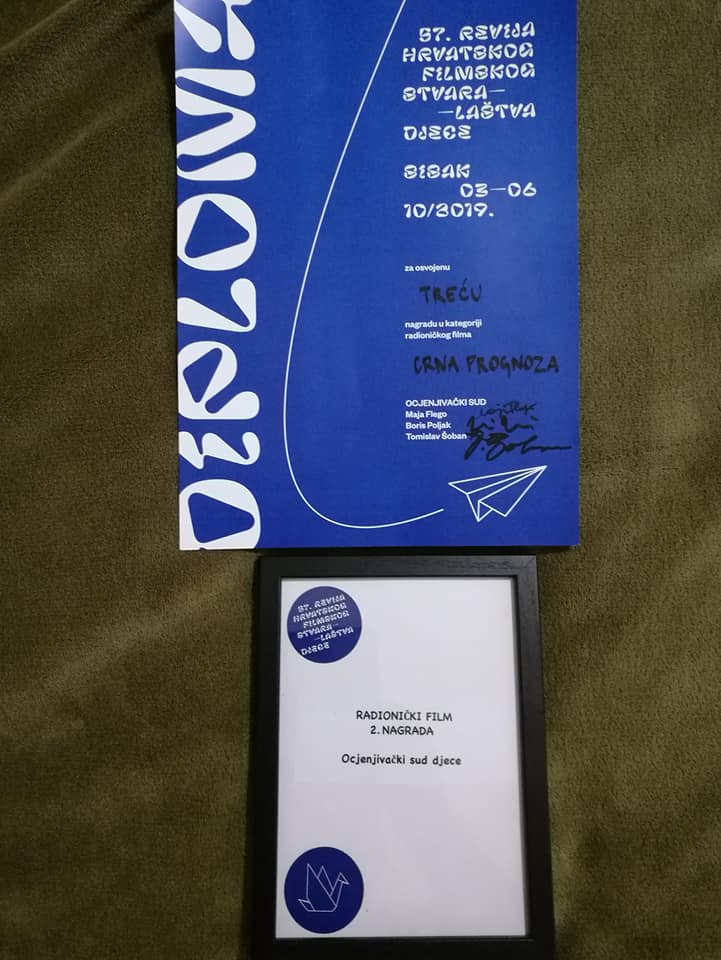 DIPLOMA
57. REVIJA
HRVATSKOG
FILMSKOG
STVARA—
—LAŠTVA
DJECE
SISAK
03—06
10/2019.
za osvojenu
TREĆU
nagradu u kategoriji
radioničkog filma
CRNA PROGNOZA
OCJENJIVAČKI SUD
Maja Flego
Boris Poljak
Tomislav Šoban
57. REVIJA
HRVATSKOG
FILMSKOG
STVARA—
—LAŠTVA
DJECE
RADIONIČKI FILM
2. NAGRADA
Ocjenjivački sud djece